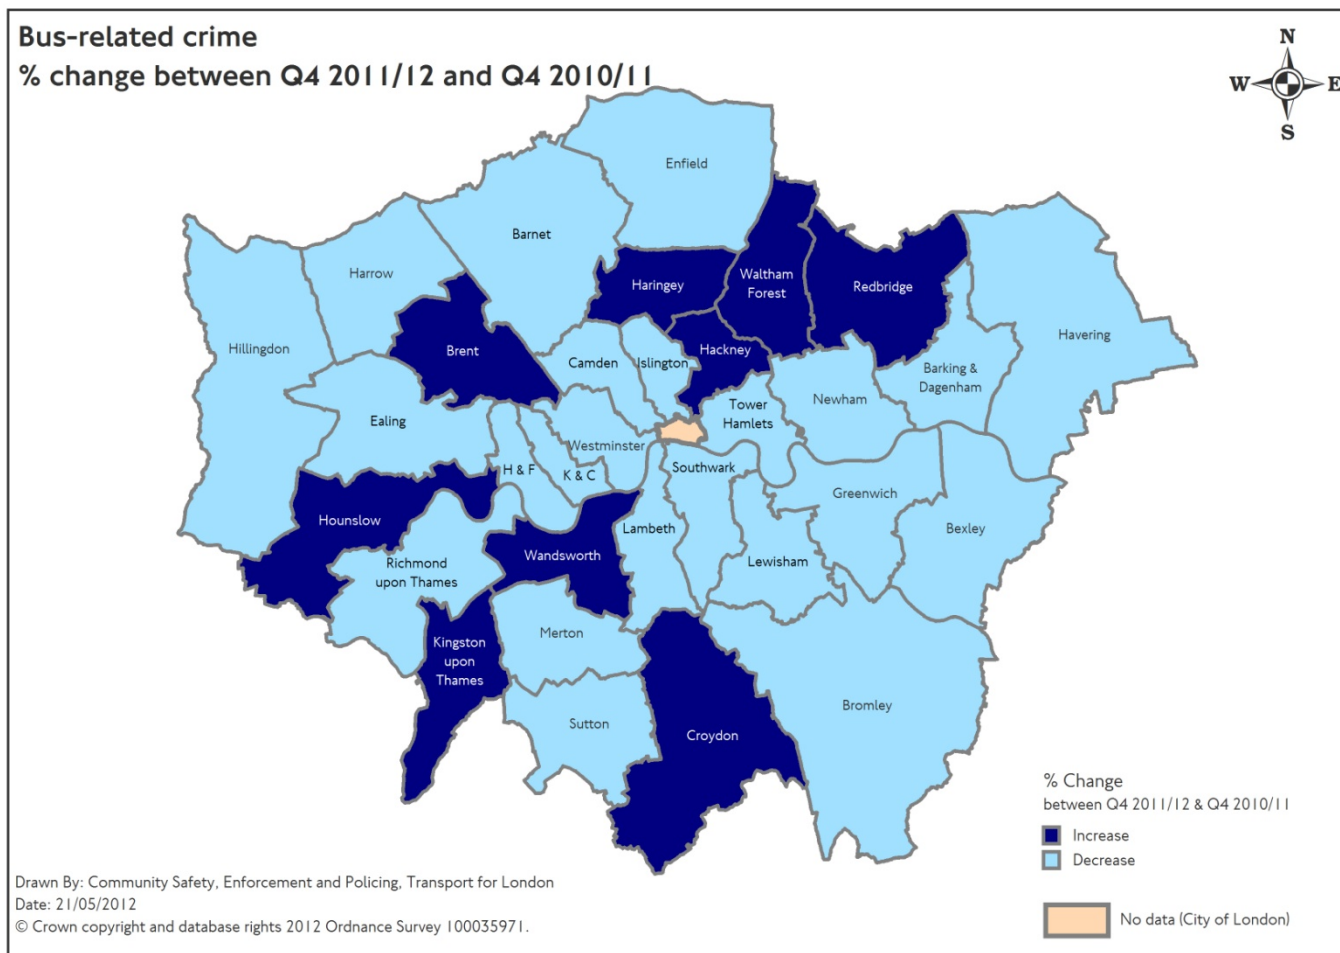 Bus-related crime
% change between Q4 2011/12 and Q4 2010/11
N
W
E
S
Enfield
Barnet
Harrow
Haringey
Waltham
Forest
Redbridge
Havering
Hillingdon
Brent
Camden
Islington
Hackney
Barking &
Dagenham
Ealing
Tower
Hamlets
Newham
Westminster
H & F
K & C
Southwark
Greenwich
Hounslow
Lambeth
Bexley
Wandsworth
Richmond
upon Thames
Lewisham
Kingston
upon
Thames
Merton
Bromley
Sutton
Croydon
% Change
between Q4 2011/12 & Q4 2010/11
Increase
Decrease
No data (City of London)
Drawn By: Community Safety, Enforcement and Policing, Transport for London
Date: 21/05/2012
© Crown copyright and database rights 2012 Ordnance Survey 100035971.